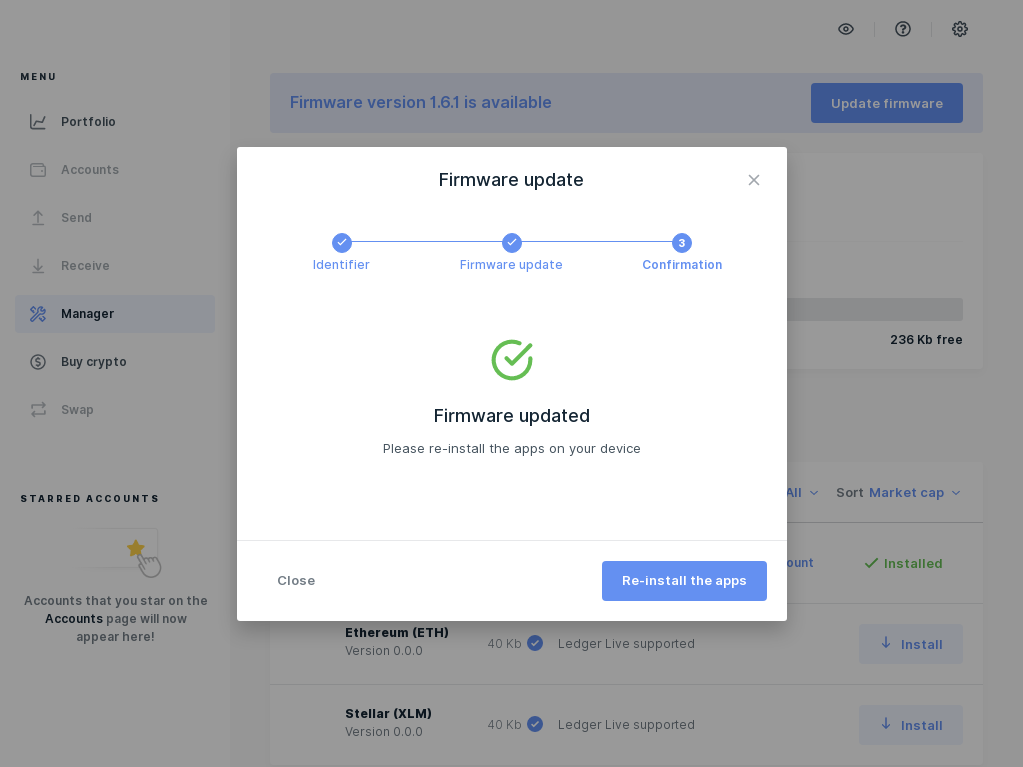 MENU
Portfolio
Accounts
Send
Receive
Manager
Buy crypto
Swap
STARRED ACCOUNTS
Accounts that you star on the
Accounts page will now
appear here!
Firmware version 1.6.1 is available
Update firmware
236 Kb free
All
Sort Market cap
Installed
Ethereum (ETH)
Version 0.0.0
40 Kb
Ledger Live supported
Install
Stellar (XLM)
Version 0.0.0
40 Kb
Ledger Live supported
Install
Firmware update
Identifier
Firmware update
3
Confirmation
Firmware updated
Please re-install the apps on your device
Close
Re-install the apps